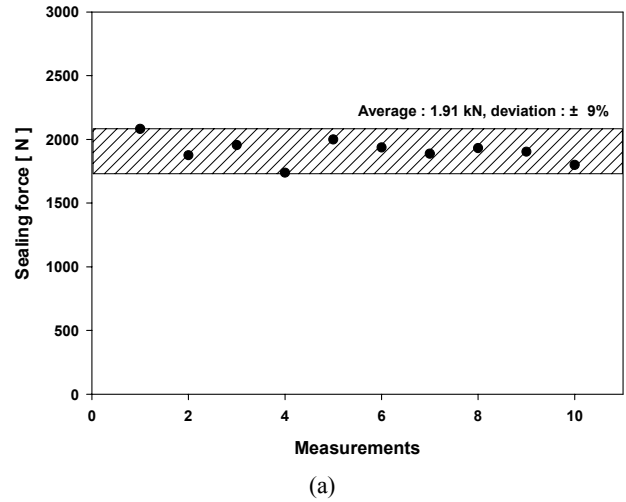 3000
2500
Average : 1.91 kN, deviation : ± 9%
2000
1500
1000
500
0
Sealing force [ N ]
0 2 4 6 8 10
Measurements
(a)